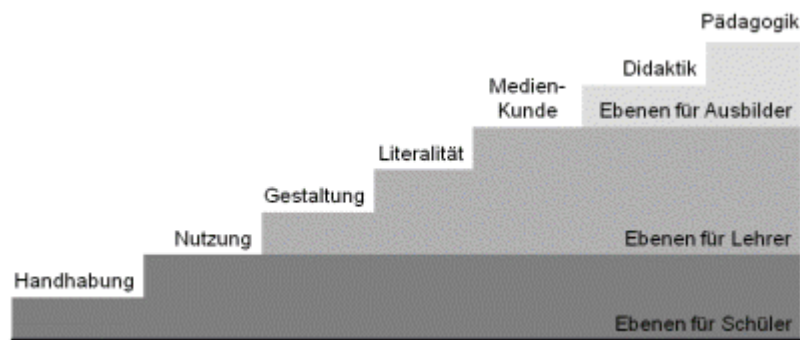 Pädagogik
Didaktik
Medien-
Kunde
Ebenen für Ausbilder
Literalität
Gestaltung
Nutzung
Ebenen für Lehrer
Handhabung
Ebenen für Schüler